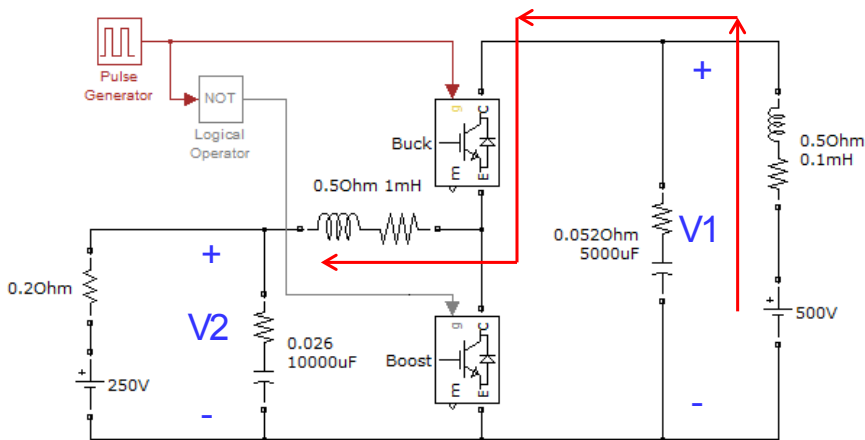 Pulse
Generator
NOT
Logical
Operator
g
C
Buck
m
E
+
0.5Ohm
0.1mH
0.5Ohm 1mH
V1
0.052Ohm
5000uF
+
0.2Ohm
V2
0.026
10000uF
+
250V
-
g
C
Boost
m
E
+
500V
-